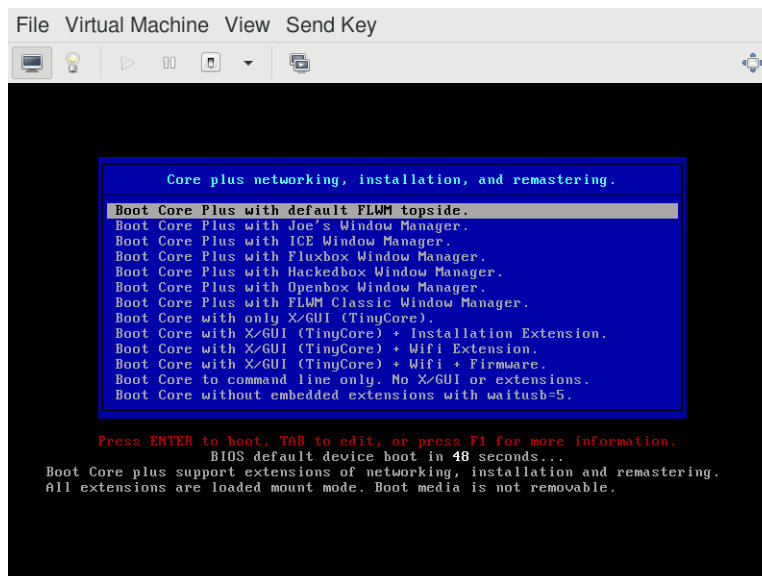 File Virtual Machine View Send Key
Core plus networking, installation, and remastering.
Boot Core Plus with default FLWM topside.
Boot Core Plus with Joe's Window Manager.
Boot Core Plus with ICE Window Manager.
Boot Core Plus with Fluxbox Window Manager.
Boot Core Plus with Hackedbox Window Manager.
Boot Core Plus with Openbox Window Manager.
Boot Core Plus with FLWM Classic Window Manager.
Boot Core with only X/GUI (TinyCore).
Boot Core with X/GUI (TinyCore) + Installation Extension.
Boot Core with X/GUI (TinyCore) + Wifi Extension.
Boot Core with X/GUI (TinyCore) + Wifi + Firmware.
Boot Core to command line only. No X/GUI or extensions.
Boot Core without embedded extensions with waitusb=5.
Press ENTER to boot, TAB to edit, or press F1 for more information.
BIOS default device boot in 48 seconds...
Boot Core plus support extensions of networking, installation and remastering.
All extensions are loaded mount mode. Boot media is not removable.